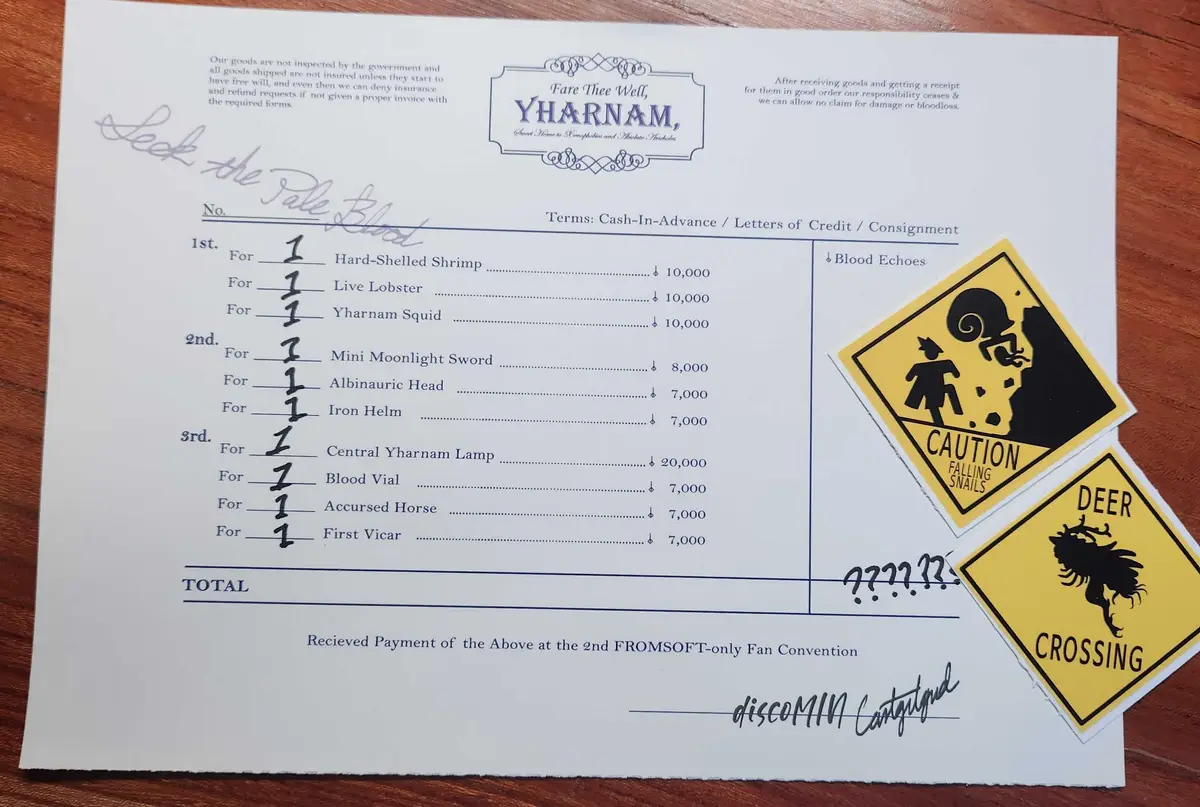 Our goods are not inspected by the government and
all goods shipped are not insured unless they start to
have free will, and even then we can deny insurance
and refund requests if not given a proper invoice with
the required forms.
Fare Thee Well,
YHARNAM,
Sweet Home to Xenophobics and Absolute Assholes
After receiving goods and getting a receipt
for them in good order our responsibility ceases &
we can allow no claim for damage or bloodloss.
Seek the Pale Blood
No.
Terms: Cash-In-Advance / Letters of Credit / Consignment
1st.
For 1 Hard-Shelled Shrimp 10,000
For 1 Live Lobster 10,000
For 1 Yharnam Squid 10,000
2nd.
For 1 Mini Moonlight Sword 8,000
For 1 Albinauric Head 7,000
For 1 Iron Helm 7,000
3rd.
For 1 Central Yharnam Lamp 20,000
For 1 Blood Vial 7,000
For 1 Accursed Horse 7,000
For 1 First Vicar 7,000
Blood Echoes
TOTAL ???????
Recieved Payment of the Above at the 2nd FROMSOFT-only Fan Convention
discoMIN
CAUTION
FALLING
SNAILS
DEER
CROSSING